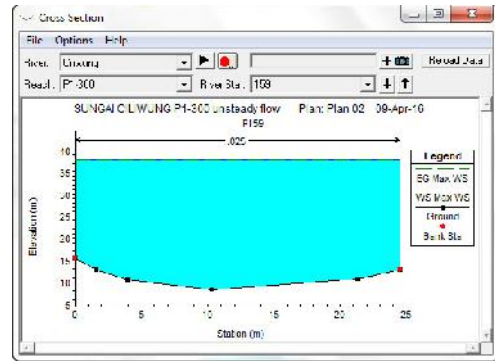 Cross Section
File Options Help
River:
Reload Data
Reach: P1-300
River Sta.: 159
SUNGAI CILIWUNG P1-300 unsteady flow Plan: Plan 02 09-Apr-16
P159
.025
Elevation (m)
40
35
30
25
20
15
10
5
0 5 10 15 20 25
Station (m)
Legend
EG Max WS
WS Max WS
Ground
Bank Sta